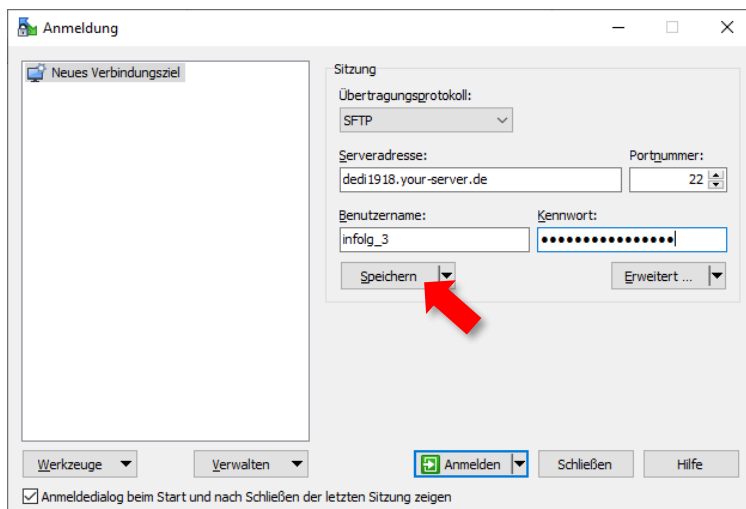 Anmeldung
Neues Verbindungsziel
Sitzung
Übertragungsprotokoll:
SFTP
Serveradresse:
Portnummer:
dedi1918.your-server.de
22
Benutzername:
Kennwort:
infolg_3
●●●●●●●●●●●●●●●●
Speichern
Erweitert ...
Werkzeuge
Verwalten
Anmelden
Schließen
Hilfe
Anmeldedialog beim Start und nach Schließen der letzten Sitzung zeigen